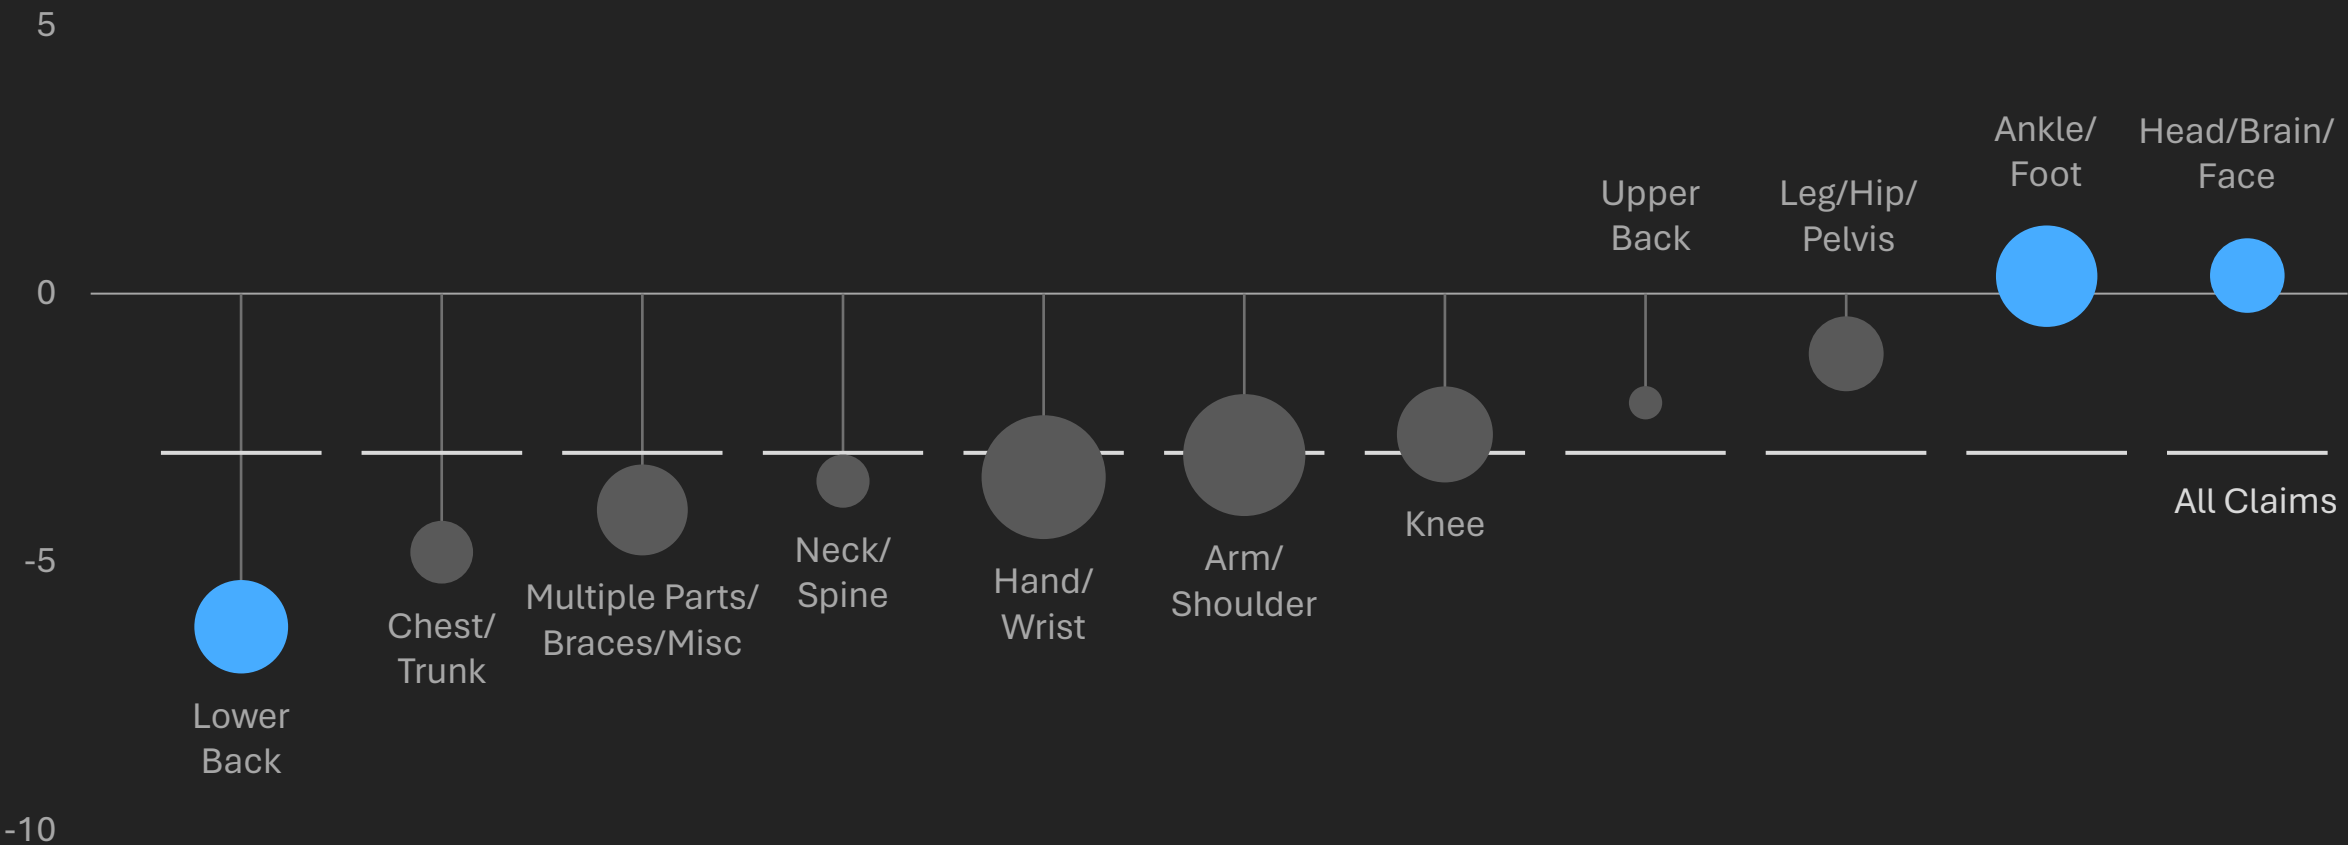 5
0
-5
-10
Lower
Back
Chest/
Trunk
Multiple Parts/
Braces/Misc
Neck/
Spine
Hand/
Wrist
Arm/
Shoulder
Knee
Upper
Back
Leg/Hip/
Pelvis
Ankle/
Foot
Head/Brain/
Face
All Claims